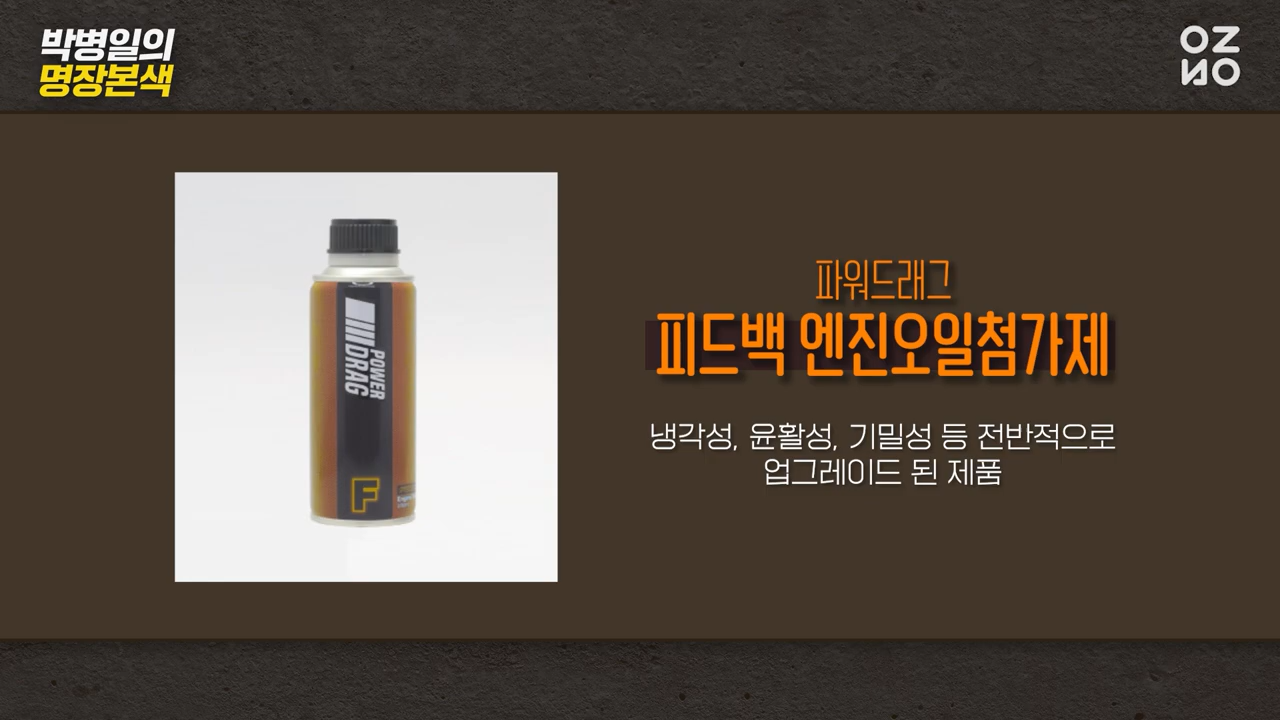 박병일의
명장본색
OZ
NO
POWER
DRAG
F
파워드래그
피드백 엔진오일첨가제
냉각성, 윤활성, 기밀성 등 전반적으로
업그레이드 된 제품